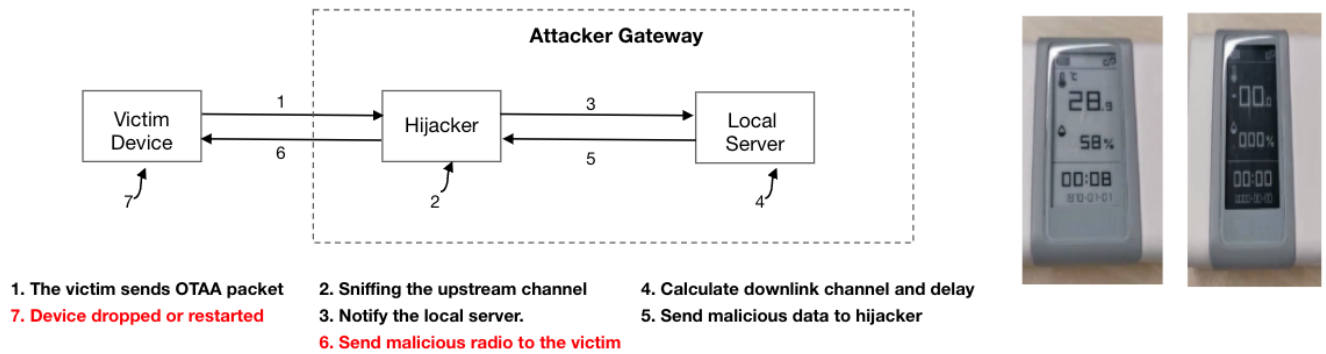 Attacker Gateway
Victim
Device
1
6
Hijacker
3
5
Local
Server
7
2
4
1. The victim sends OTAA packet
7. Device dropped or restarted
2. Sniffing the upstream channel
3. Notify the local server.
6. Send malicious radio to the victim
4. Calculate downlink channel and delay
5. Send malicious data to hijacker
℃
28.9
58%
00:08
-00.0
000%
00:00
0000-00-00